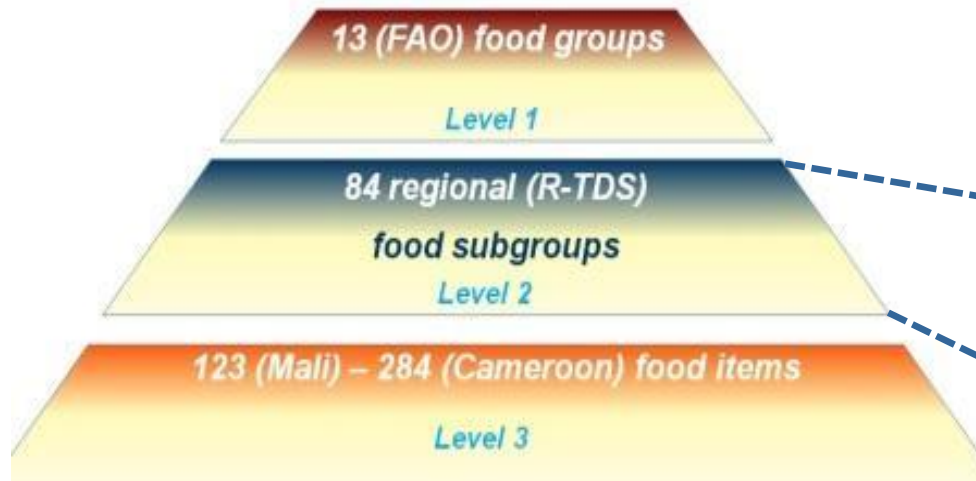 13 (FAO) food groups
Level 1
84 regional (R-TDS)
food subgroups
Level 2
123 (Mali) – 284 (Cameroon) food items
Level 3